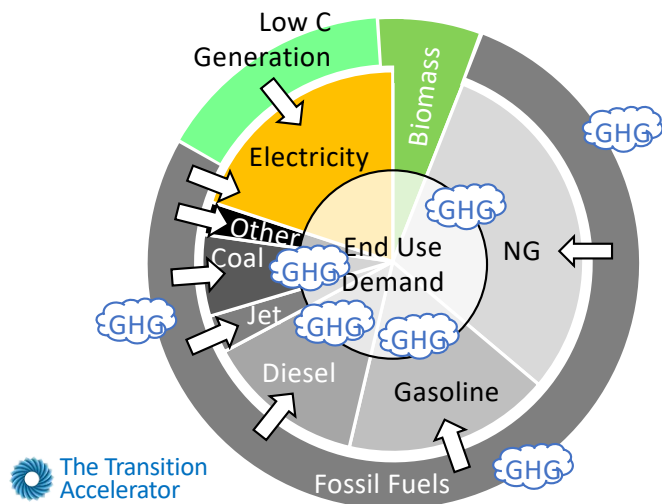 Low C
Generation
Biomass
GHG
Electricity
GHG
Other
End Use
Demand
NG
Coal
GHG
GHG
Jet
GHG
GHG
Diesel
Gasoline
GHG
The Transition
Accelerator
Fossil Fuels